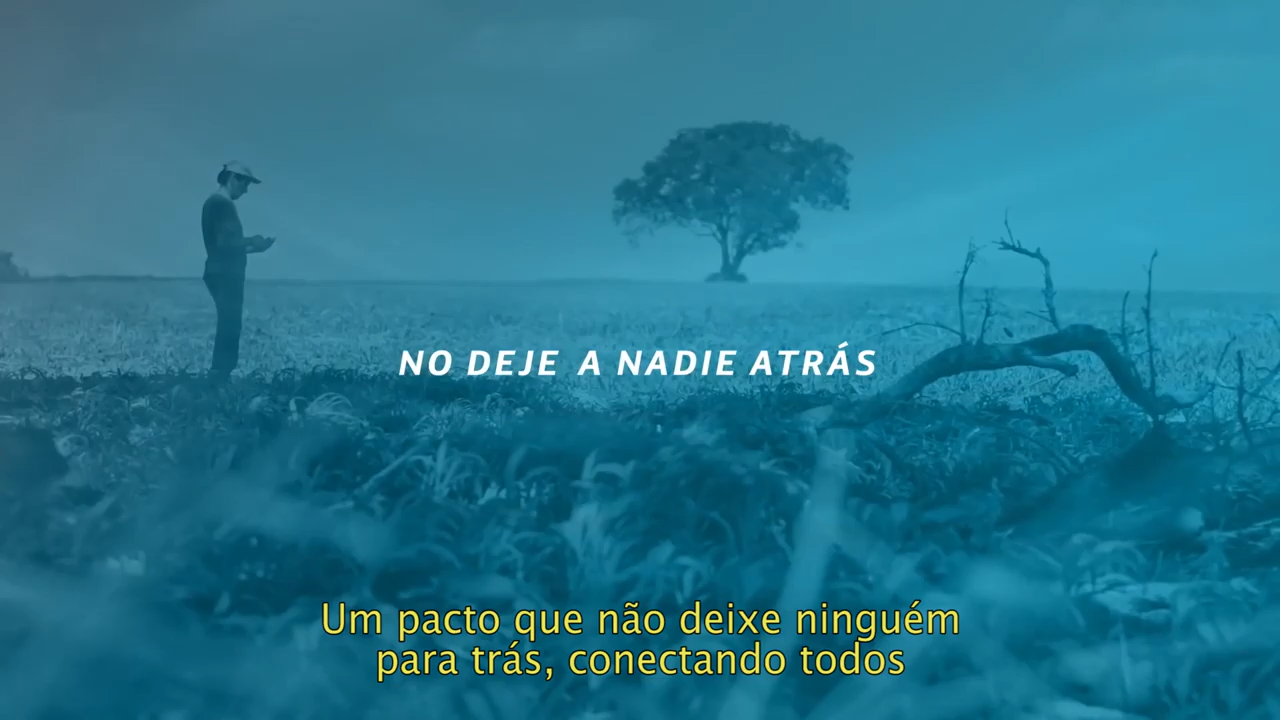 NO DEJE A NADIE ATRÁS
Um pacto que não deixe ninguém
para trás, conectando todos